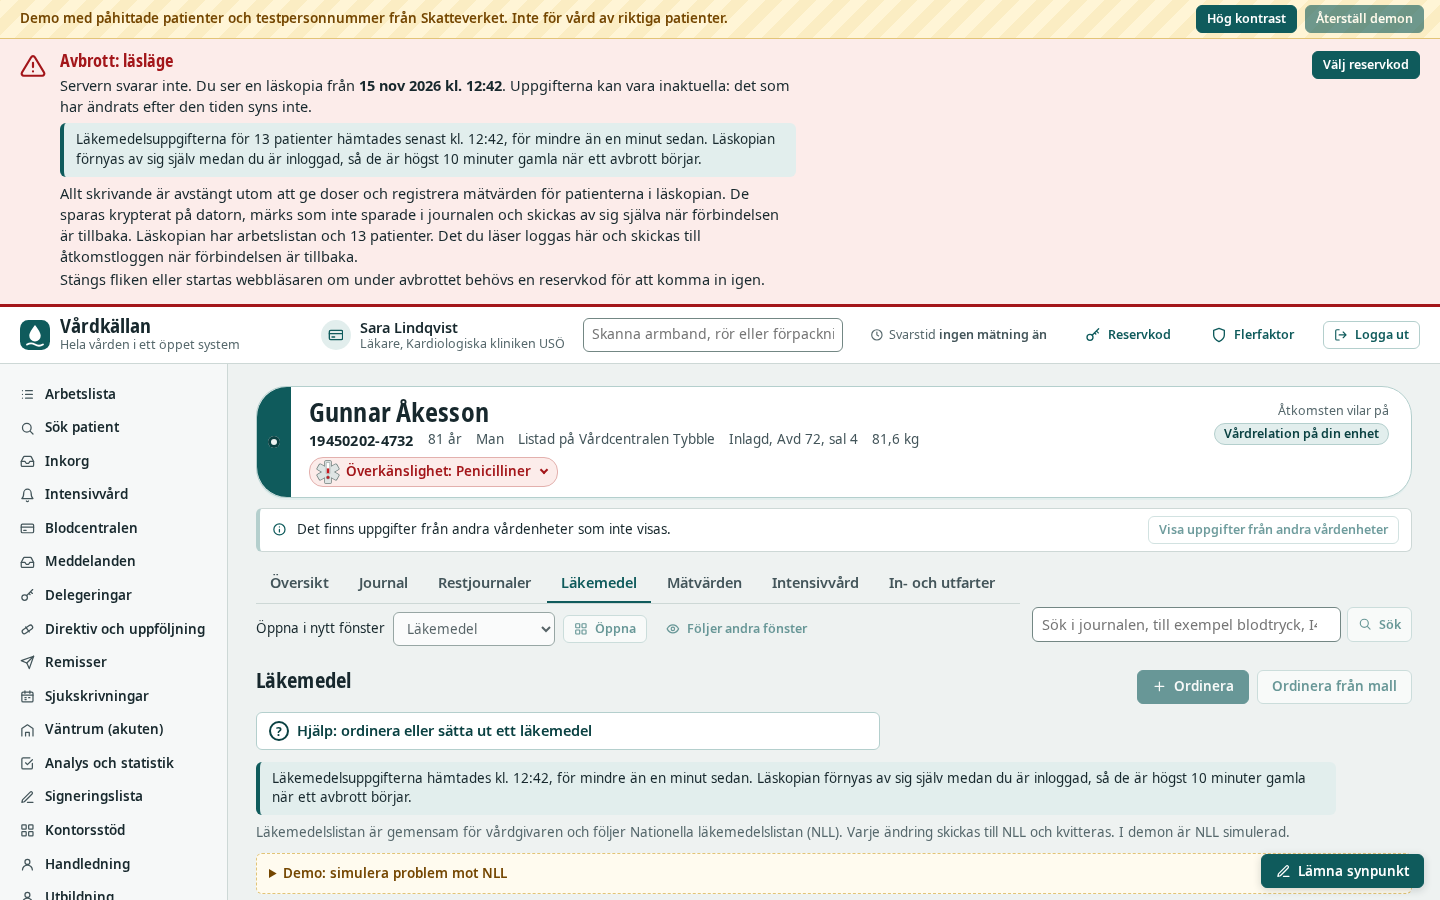 Demo med påhittade patienter och testpersonnummer från Skatteverket. Inte för vård av riktiga patienter.
Hög kontrast
Återställ demon
Avbrott: läsläge
Välj reservkod
Servern svarar inte. Du ser en läskopia från 15 nov 2026 kl. 12:42. Uppgifterna kan vara inaktuella: det som
har ändrats efter den tiden syns inte.
Läkemedelsuppgifterna för 13 patienter hämtades senast kl. 12:42, för mindre än en minut sedan. Läskopian
förnyas av sig själv medan du är inloggad, så de är högst 10 minuter gamla när ett avbrott börjar.
Allt skrivande är avstängt utom att ge doser och registrera mätvärden för patienterna i läskopian. De
sparas krypterat på datorn, märks som inte sparade i journalen och skickas av sig själva när förbindelsen
är tillbaka. Läskopian har arbetslistan och 13 patienter. Det du läser loggas här och skickas till
åtkomstloggen när förbindelsen är tillbaka.
Stängs fliken eller startas webbläsaren om under avbrottet behövs en reservkod för att komma in igen.
Vårdkällan
Hela vården i ett öppet system
Sara Lindqvist
Läkare, Kardiologiska kliniken USÖ
Skanna armband, rör eller förpackni
Svarstid ingen mätning än
Reservkod
Flerfaktor
Logga ut
Arbetslista
Sök patient
Inkorg
Intensivvård
Blodcentralen
Meddelanden
Delegeringar
Direktiv och uppföljning
Remisser
Sjukskrivningar
Väntrum (akuten)
Analys och statistik
Signeringslista
Kontorsstöd
Handledning
Utbildning
Gunnar Åkesson
19450202-4732 81 år Man Listad på Vårdcentralen Tybble Inlagd, Avd 72, sal 4 81,6 kg
Överkänslighet: Penicilliner
Åtkomsten vilar på
Vårdrelation på din enhet
Det finns uppgifter från andra vårdenheter som inte visas.
Visa uppgifter från andra vårdenheter
Översikt Journal Restjournaler Läkemedel Mätvärden Intensivvård In- och utfarter
Öppna i nytt fönster
Läkemedel
Öppna
Följer andra fönster
Sök i journalen, till exempel blodtryck, I
Sök
Läkemedel
Ordinera
Ordinera från mall
? Hjälp: ordinera eller sätta ut ett läkemedel
Läkemedelsuppgifterna hämtades kl. 12:42, för mindre än en minut sedan. Läskopian förnyas av sig själv medan du är inloggad, så de är högst 10 minuter gamla
när ett avbrott börjar.
Läkemedelslistan är gemensam för vårdgivaren och följer Nationella läkemedelslistan (NLL). Varje ändring skickas till NLL och kvitteras. I demon är NLL simulerad.
Demo: simulera problem mot NLL
Lämna synpunkt